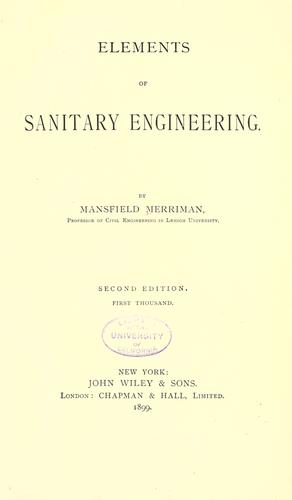 ELEMENTS
OF
SANITARY ENGINEERING.
BY
MANSFIELD MERRIMAN,
Professor of Civil Engineering in Lehigh University.
SECOND EDITION.
FIRST THOUSAND.
UNIVERSITY
OF
CALIFORNIA
NEW YORK:
JOHN WILEY & SONS.
London: CHAPMAN & HALL, Limited.
1899.